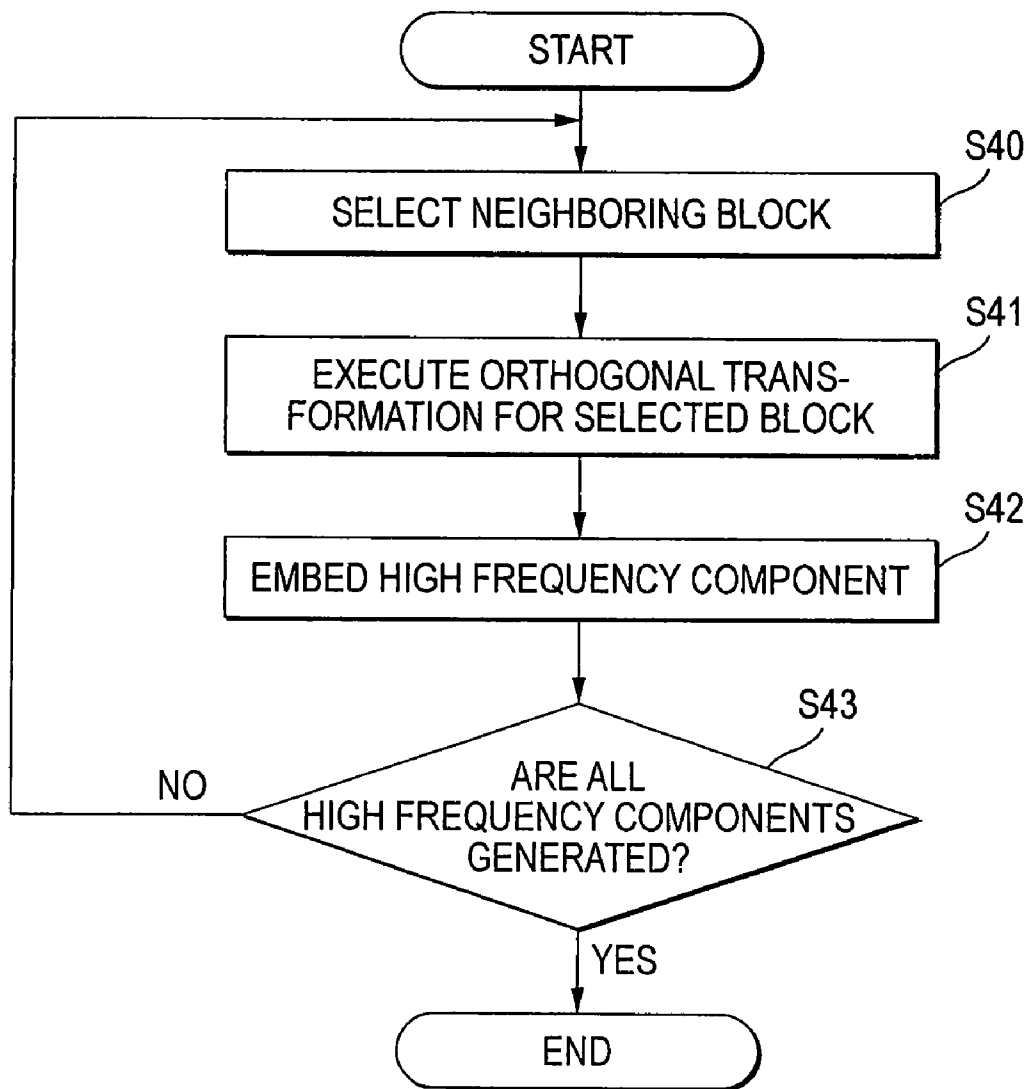 START
S40
SELECT NEIGHBORING BLOCK
S41
EXECUTE ORTHOGONAL TRANS-
FORMATION FOR SELECTED BLOCK
S42
EMBED HIGH FREQUENCY COMPONENT
S43
ARE ALL
HIGH FREQUENCY COMPONENTS
GENERATED?
NO
YES
END